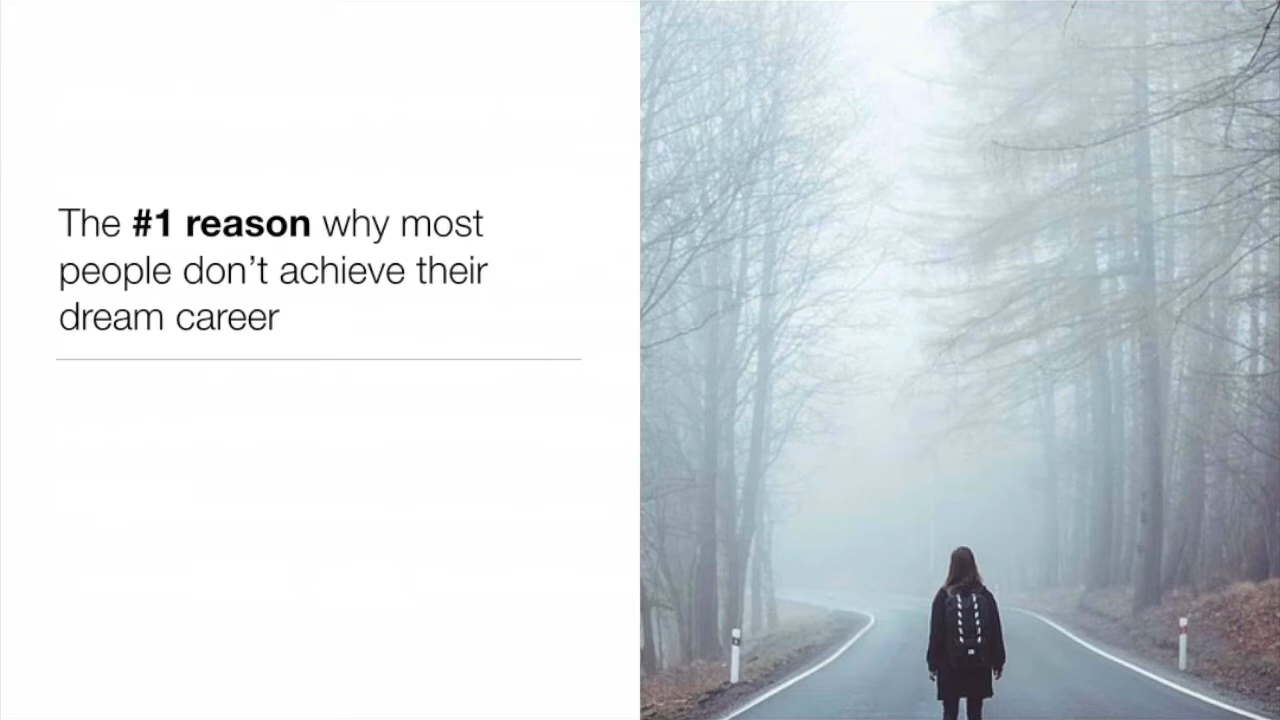 The #1 reason why most
people don’t achieve their
dream career